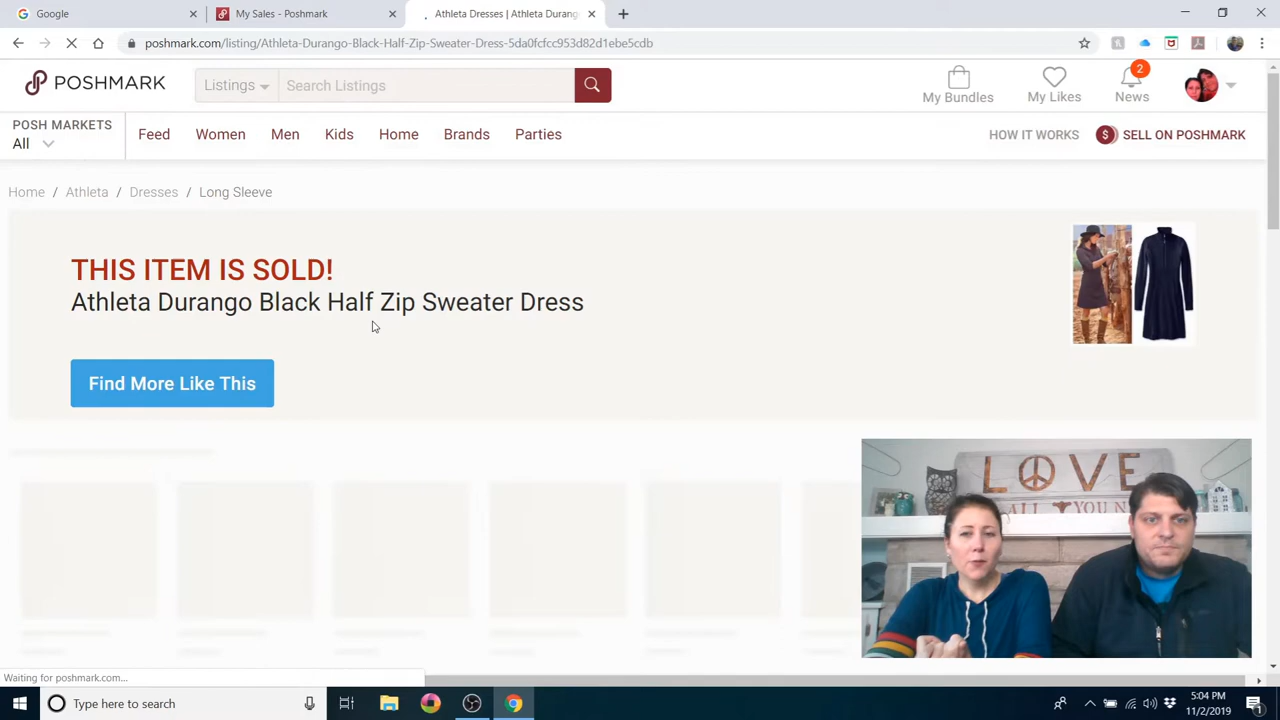 Google
My Sales - Poshmark
Athleta Dresses | Athleta Durang
poshmark.com/listing/Athleta-Durango-Black-Half-Zip-Sweater-Dress-5da0fcfcc953d82d1ebe5cdb
POSHMARK
Listings
Search Listings
My Bundles
My Likes
2
News
POSH MARKETS
All
Feed
Women
Men
Kids
Home
Brands
Parties
HOW IT WORKS
$ SELL ON POSHMARK
Home / Athleta / Dresses / Long Sleeve
THIS ITEM IS SOLD!
Athleta Durango Black Half Zip Sweater Dress
Find More Like This
LOVE
ALL YOU N
Waiting for poshmark.com...
Type here to search
5:04 PM
11/2/2019
1